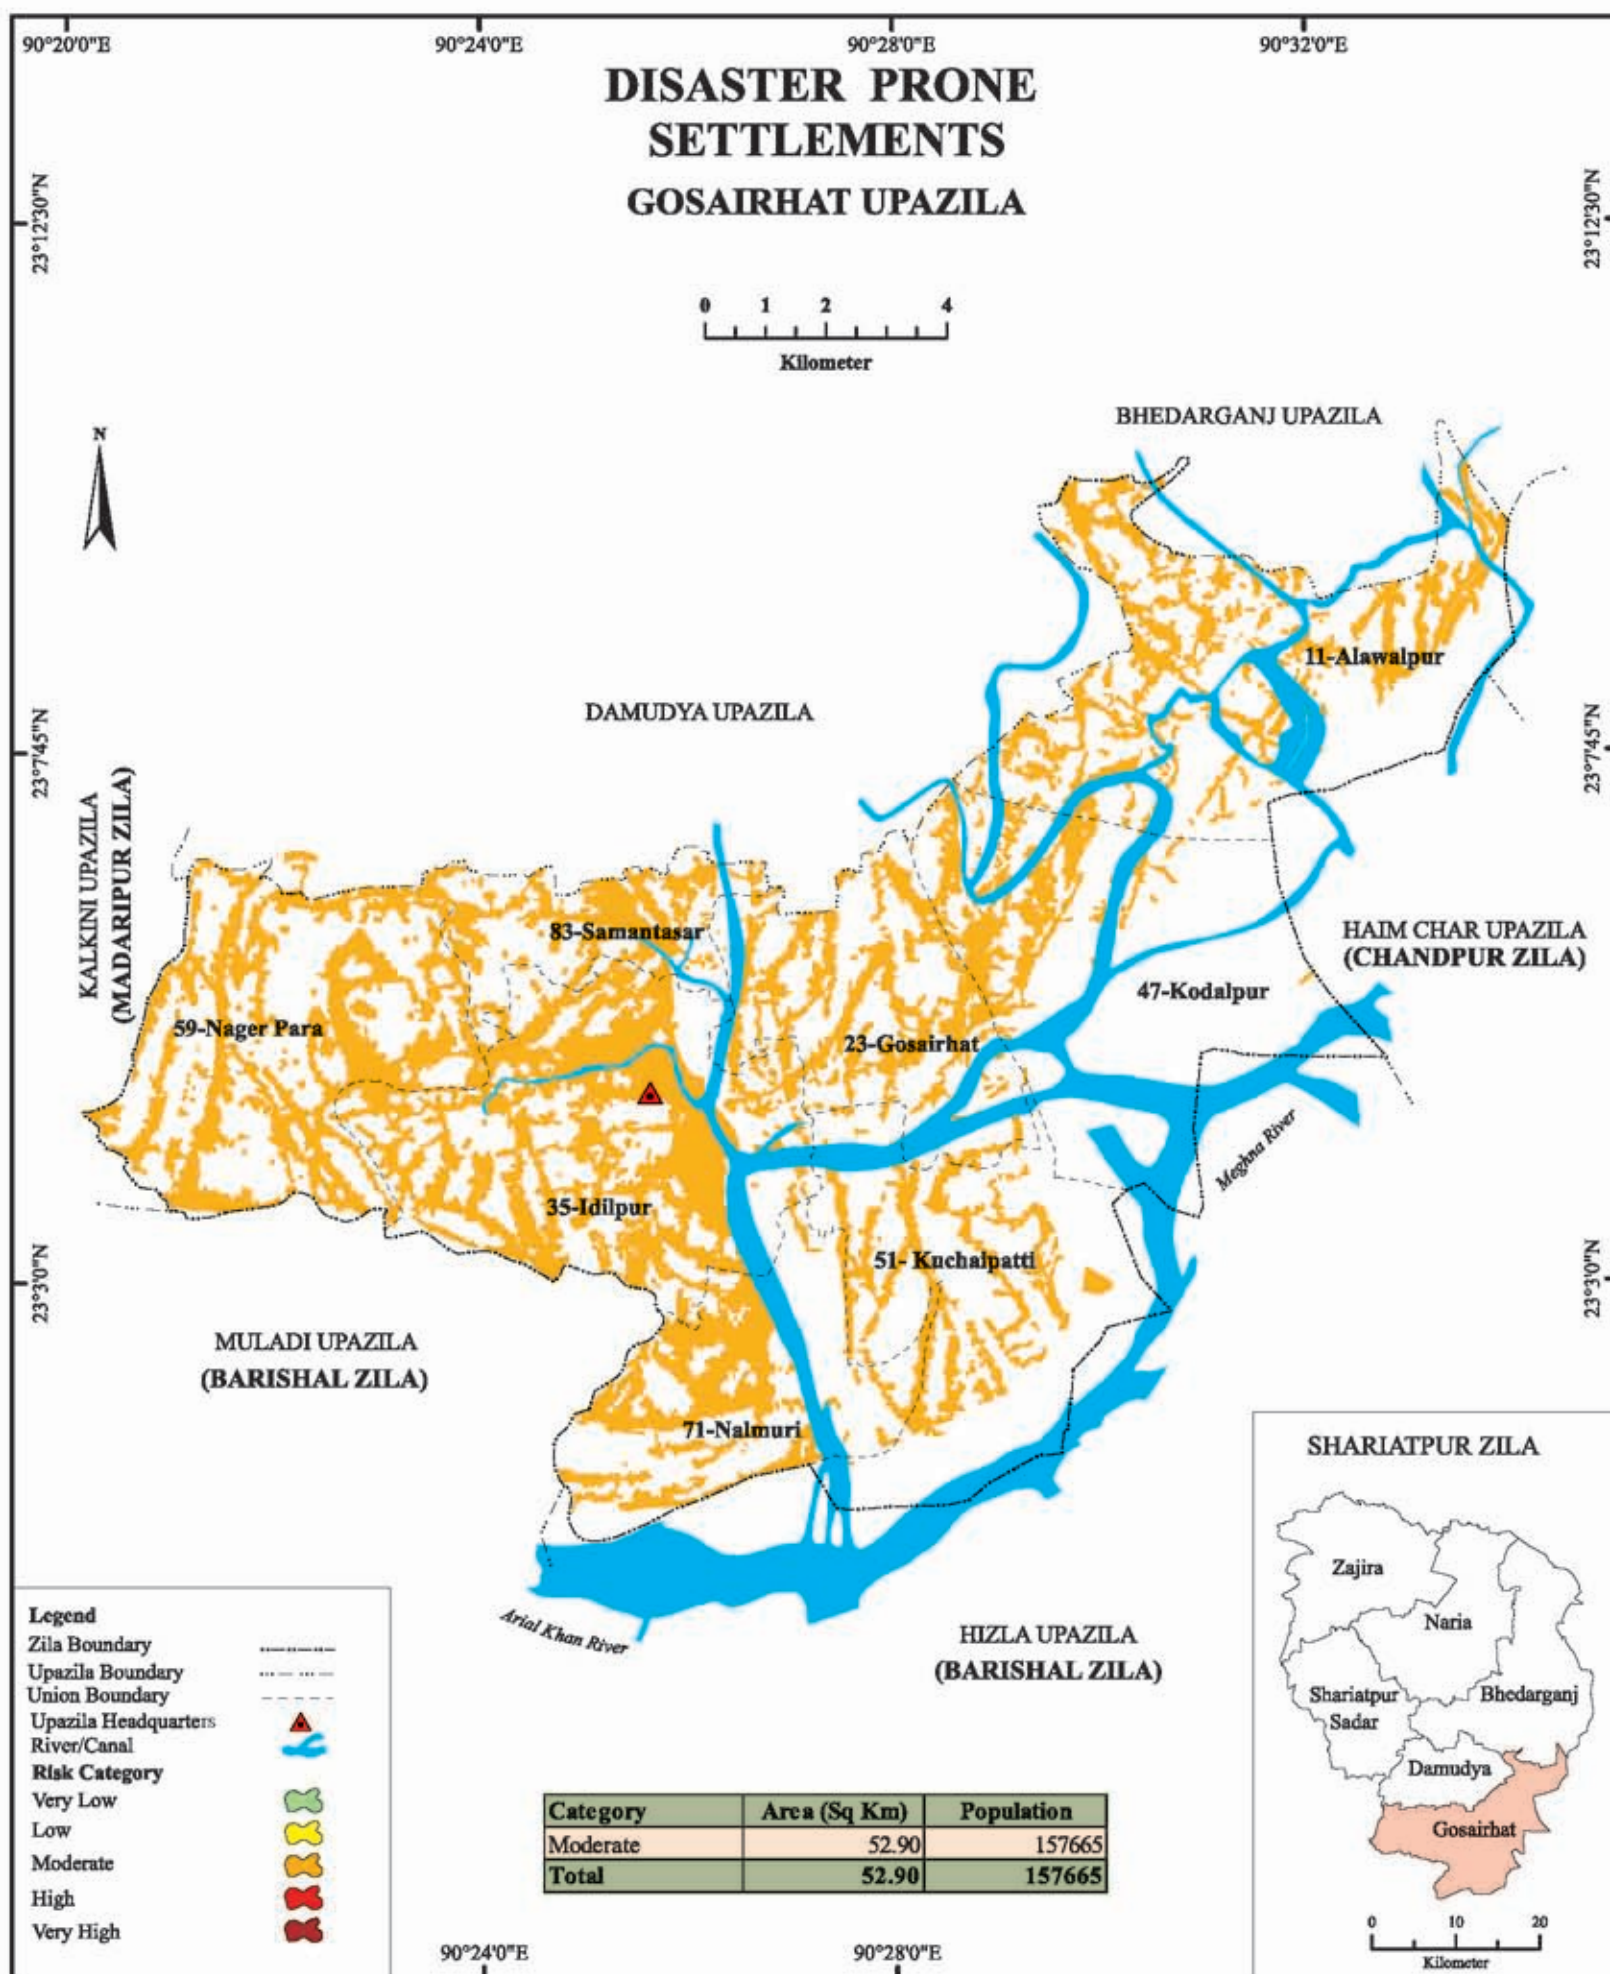 90°20'0"E 90°24'0"E 90°28'0"E 90°32'0"E
DISASTER PRONE
SETTLEMENTS
GOSAIRHAT UPAZILA
23°12'30"N
23°12'30"N
0 1 2 4
Kilometer
N
BHEDARGANJ UPAZILA
11-Alawalpur
DAMUDYA UPAZILA
23°7'45"N
23°7'45"N
KALKINI UPAZILA
(MADARIPUR ZILA)
83-Samantasar
HAIM CHAR UPAZILA
(CHANDPUR ZILA)
47-Kodalpur
59-Nager Para
23-Gosairhat
Meghna River
35-Idilpur
51- Kuchaipatti
23°3'0"N
23°3'0"N
MULADI UPAZILA
(BARISHAL ZILA)
71-Nalmuri
Arial Khan River
HIZLA UPAZILA
(BARISHAL ZILA)
Legend
Zila Boundary
Upazila Boundary
Union Boundary
Upazila Headquarters
River/Canal
Risk Category
Very Low
Low
Moderate
High
Very High
Category Area (Sq Km) Population
Moderate 52.90 157665
Total 52.90 157665
SHARIATPUR ZILA
Zajira
Naria
Shariatpur
Sadar
Bhedarganj
Damudya
Gosairhat
0 10 20
Kilometer
90°24'0"E 90°28'0"E